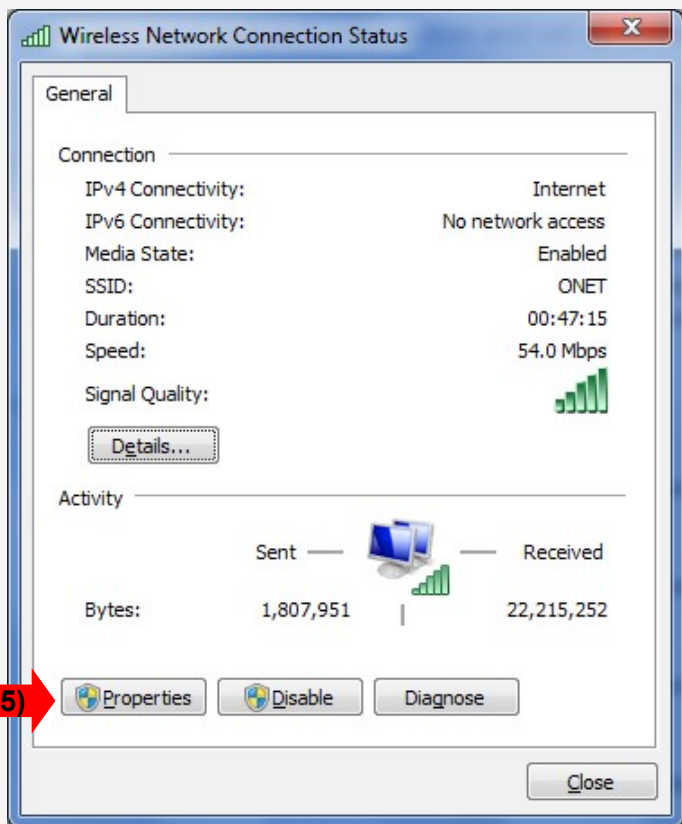 Wireless Network Connection Status
General
Connection
IPv4 Connectivity: Internet
IPv6 Connectivity: No network access
Media State: Enabled
SSID: ONET
Duration: 00:47:15
Speed: 54.0 Mbps
Signal Quality:
Details...
Activity
Sent Received
Bytes: 1,807,951 22,215,252
5) Properties Disable Diagnose
Close